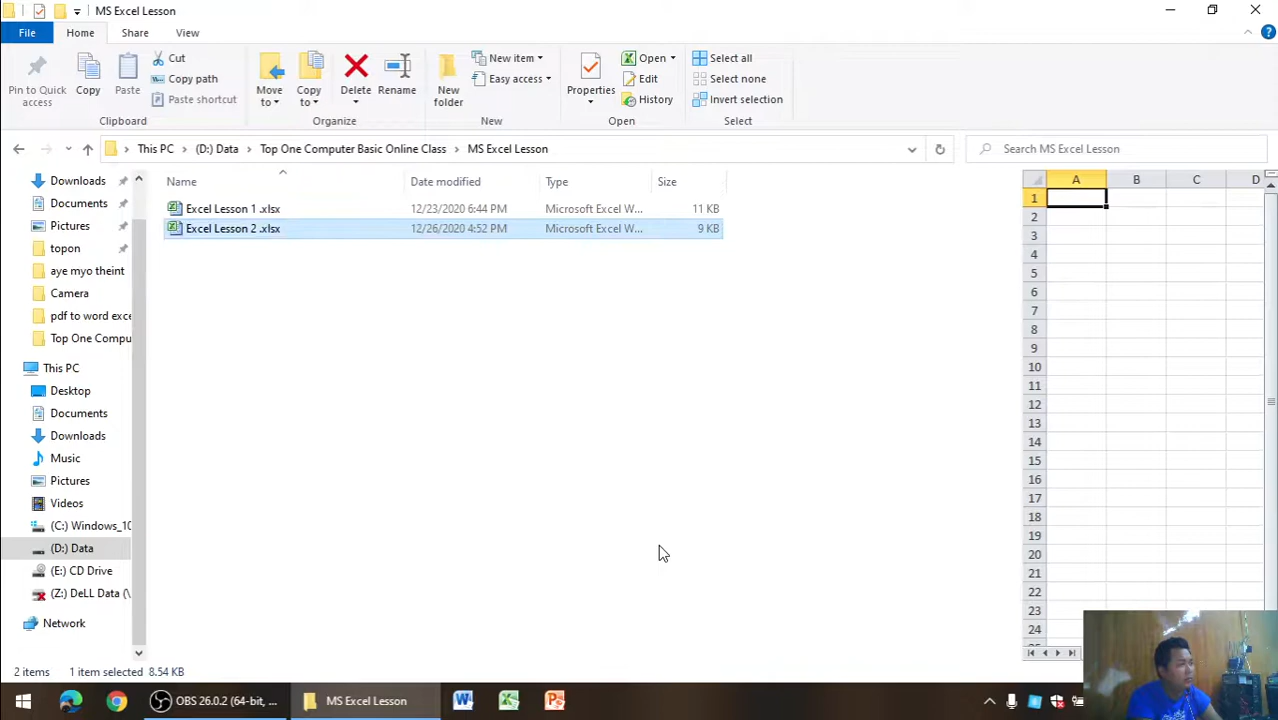 MS Excel Lesson
File Home Share View
Pin to Quick access
Copy
Paste
Cut
Copy path
Paste shortcut
Clipboard
Move to
Copy to
Delete
Rename
Organize
New folder
New item
Easy access
New
Properties
Open
Edit
History
Open
Select all
Select none
Invert selection
Select
This PC (D:) Data Top One Computer Basic Online Class MS Excel Lesson
Search MS Excel Lesson
Downloads
Documents
Pictures
topon
aye myo theint
Camera
pdf to word exce
Top One Compu
This PC
Desktop
Documents
Downloads
Music
Pictures
Videos
(C:) Windows_10
(D:) Data
(E:) CD Drive
(Z:) DeLL Data (\
Network
Name Date modified Type Size
Excel Lesson 1 .xlsx 12/23/2020 6:44 PM Microsoft Excel W... 11 KB
Excel Lesson 2 .xlsx 12/26/2020 4:52 PM Microsoft Excel W... 9 KB
A B C D
1
2
3
4
5
6
7
8
9
10
11
12
13
14
15
16
17
18
19
20
21
22
23
24
2 items 1 item selected 8.54 KB
OBS 26.0.2 (64-bit, ...
MS Excel Lesson